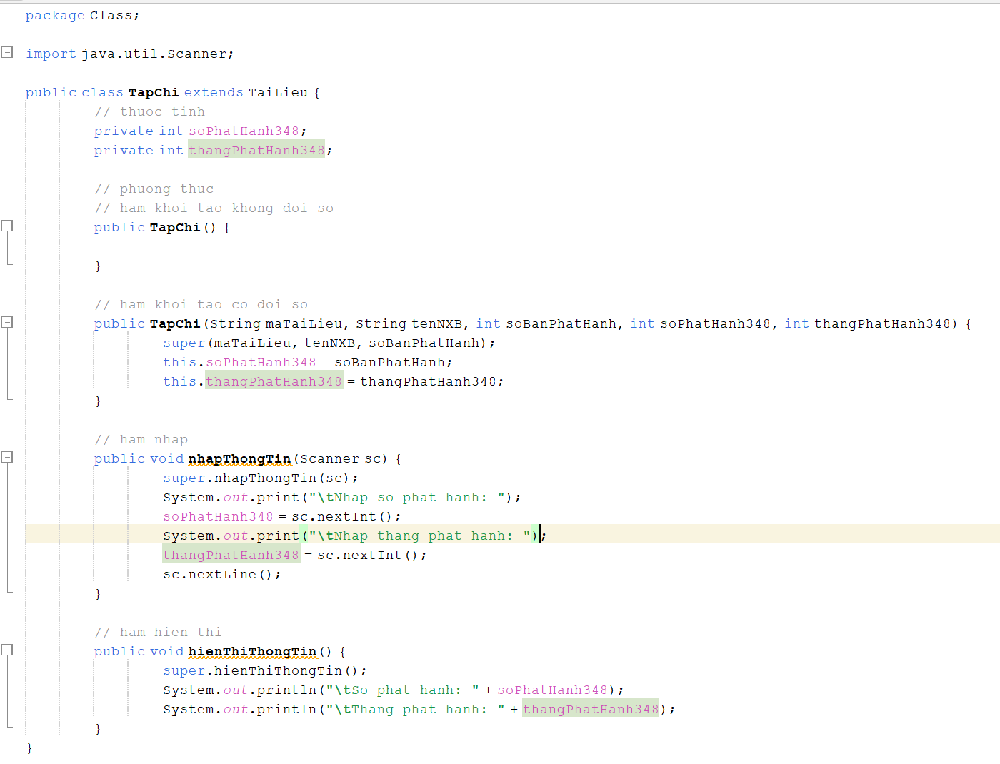 package Class;
import java.util.Scanner;
public class TapChi extends TaiLieu {
// thuoc tinh
private int soPhatHanh348;
private int thangPhatHanh348;
// phuong thuc
// ham khoi tao khong doi so
public TapChi() {
}
// ham khoi tao co doi so
public TapChi(String maTaiLieu, String tenNXB, int soBanPhatHanh, int soPhatHanh348, int thangPhatHanh348) {
super(maTaiLieu, tenNXB, soBanPhatHanh);
this.soPhatHanh348 = soBanPhatHanh;
this.thangPhatHanh348 = thangPhatHanh348;
}
// ham nhap
public void nhapThongTin(Scanner sc) {
super.nhapThongTin(sc);
System.out.print("\tNhap so phat hanh: ");
soPhatHanh348 = sc.nextInt();
System.out.print("\tNhap thang phat hanh: ");
thangPhatHanh348 = sc.nextInt();
sc.nextLine();
}
// ham hien thi
public void hienThiThongTin() {
super.hienThiThongTin();
System.out.println("\tSo phat hanh: " + soPhatHanh348);
System.out.println("\tThang phat hanh: " + thangPhatHanh348);
}
}